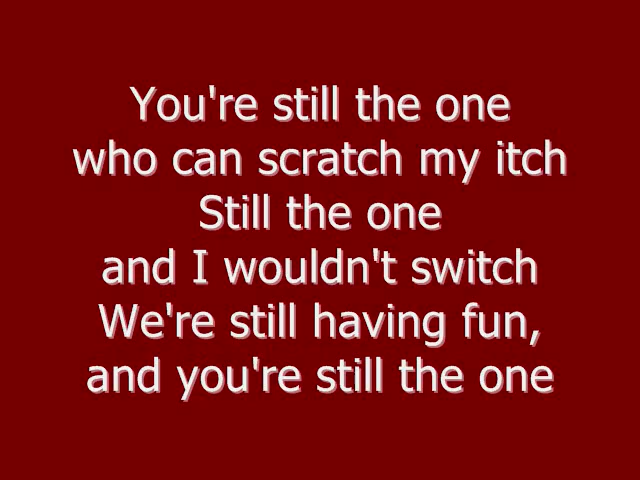 You're still the one
who can scratch my itch
Still the one
and I wouldn't switch
We're still having fun,
and you're still the one